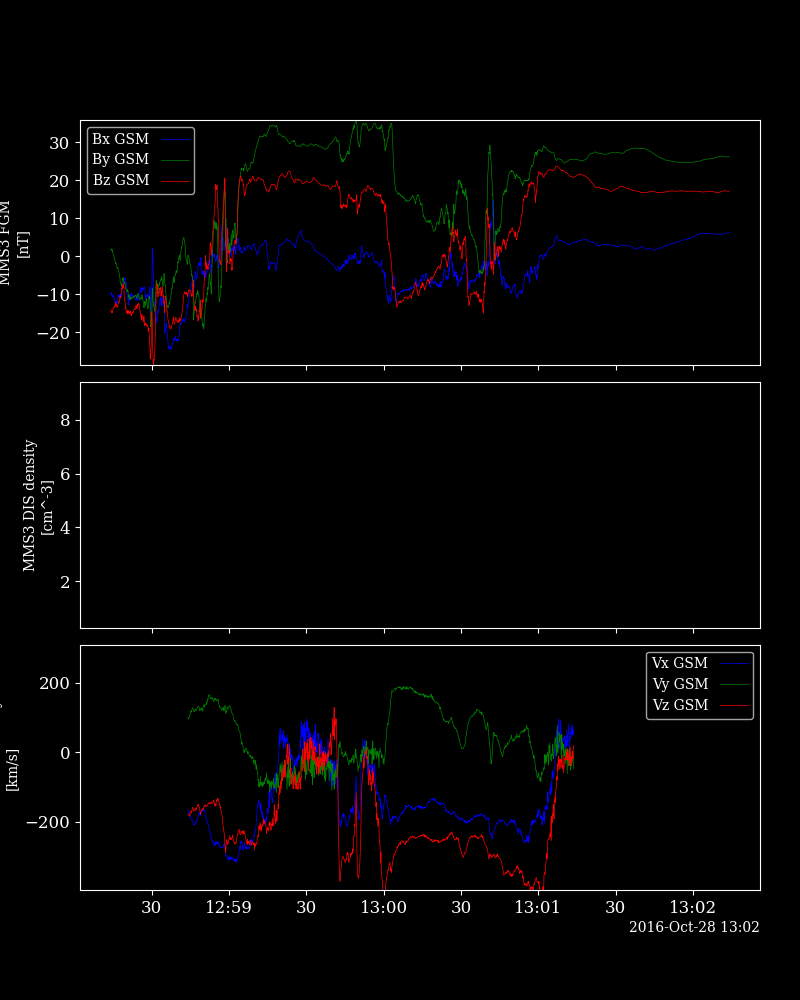 Bx GSM
By GSM
Bz GSM
30
20
10
0
−10
−20
MMS3 FGM
[nT]
8
6
4
2
MMS3 DIS density
[cm^-3]
Vx GSM
Vy GSM
Vz GSM
200
0
−200
[km/s]
30 12:59 30 13:00 30 13:01 30 13:02
2016-Oct-28 13:02